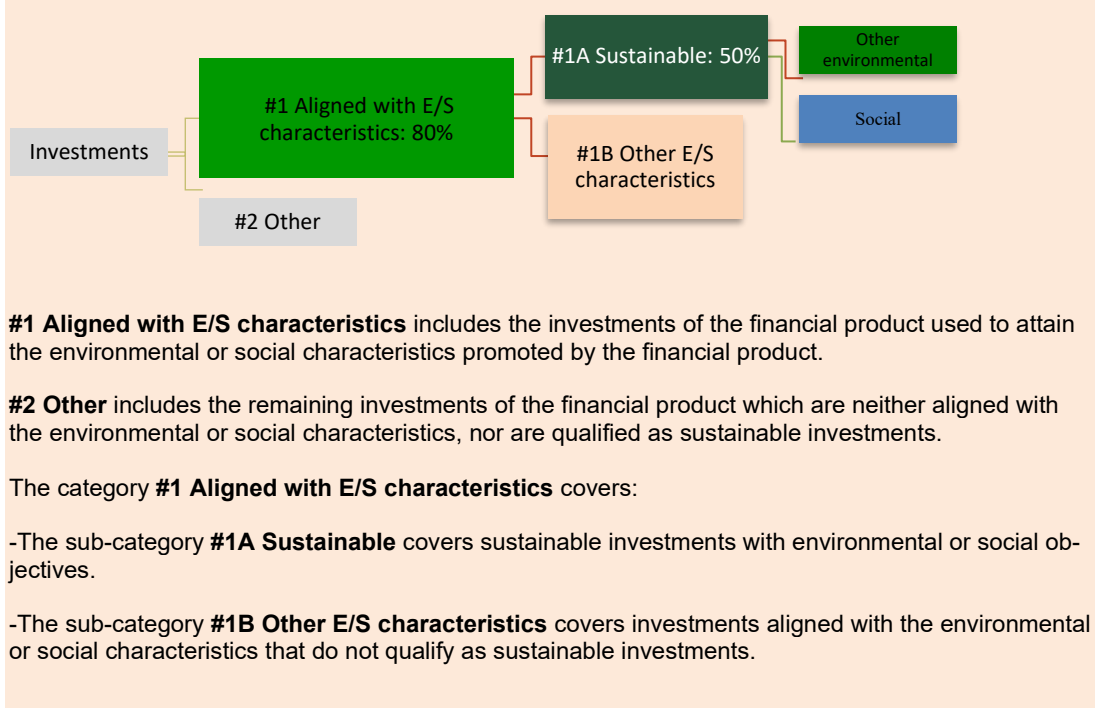 Investments
#1 Aligned with E/S
characteristics: 80%
#2 Other
#1A Sustainable: 50%
#1B Other E/S
characteristics
Other
environmental
Social
#1 Aligned with E/S characteristics includes the investments of the financial product used to attain
the environmental or social characteristics promoted by the financial product.
#2 Other includes the remaining investments of the financial product which are neither aligned with
the environmental or social characteristics, nor are qualified as sustainable investments.
The category #1 Aligned with E/S characteristics covers:
-The sub-category #1A Sustainable covers sustainable investments with environmental or social ob-
jectives.
-The sub-category #1B Other E/S characteristics covers investments aligned with the environmental
or social characteristics that do not qualify as sustainable investments.